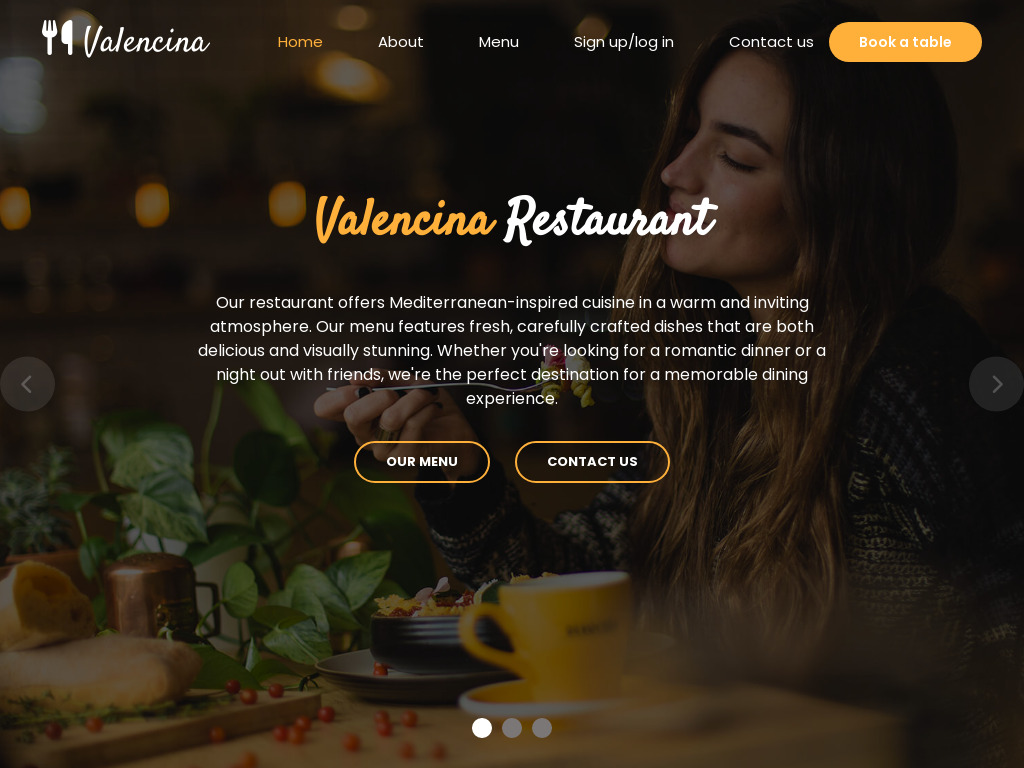 Valencina
Home About Menu Sign up/log in Contact us Book a table
Valencina Restaurant
Our restaurant offers Mediterranean-inspired cuisine in a warm and inviting
atmosphere. Our menu features fresh, carefully crafted dishes that are both
delicious and visually stunning. Whether you're looking for a romantic dinner or a
night out with friends, we're the perfect destination for a memorable dining
experience.
OUR MENU CONTACT US